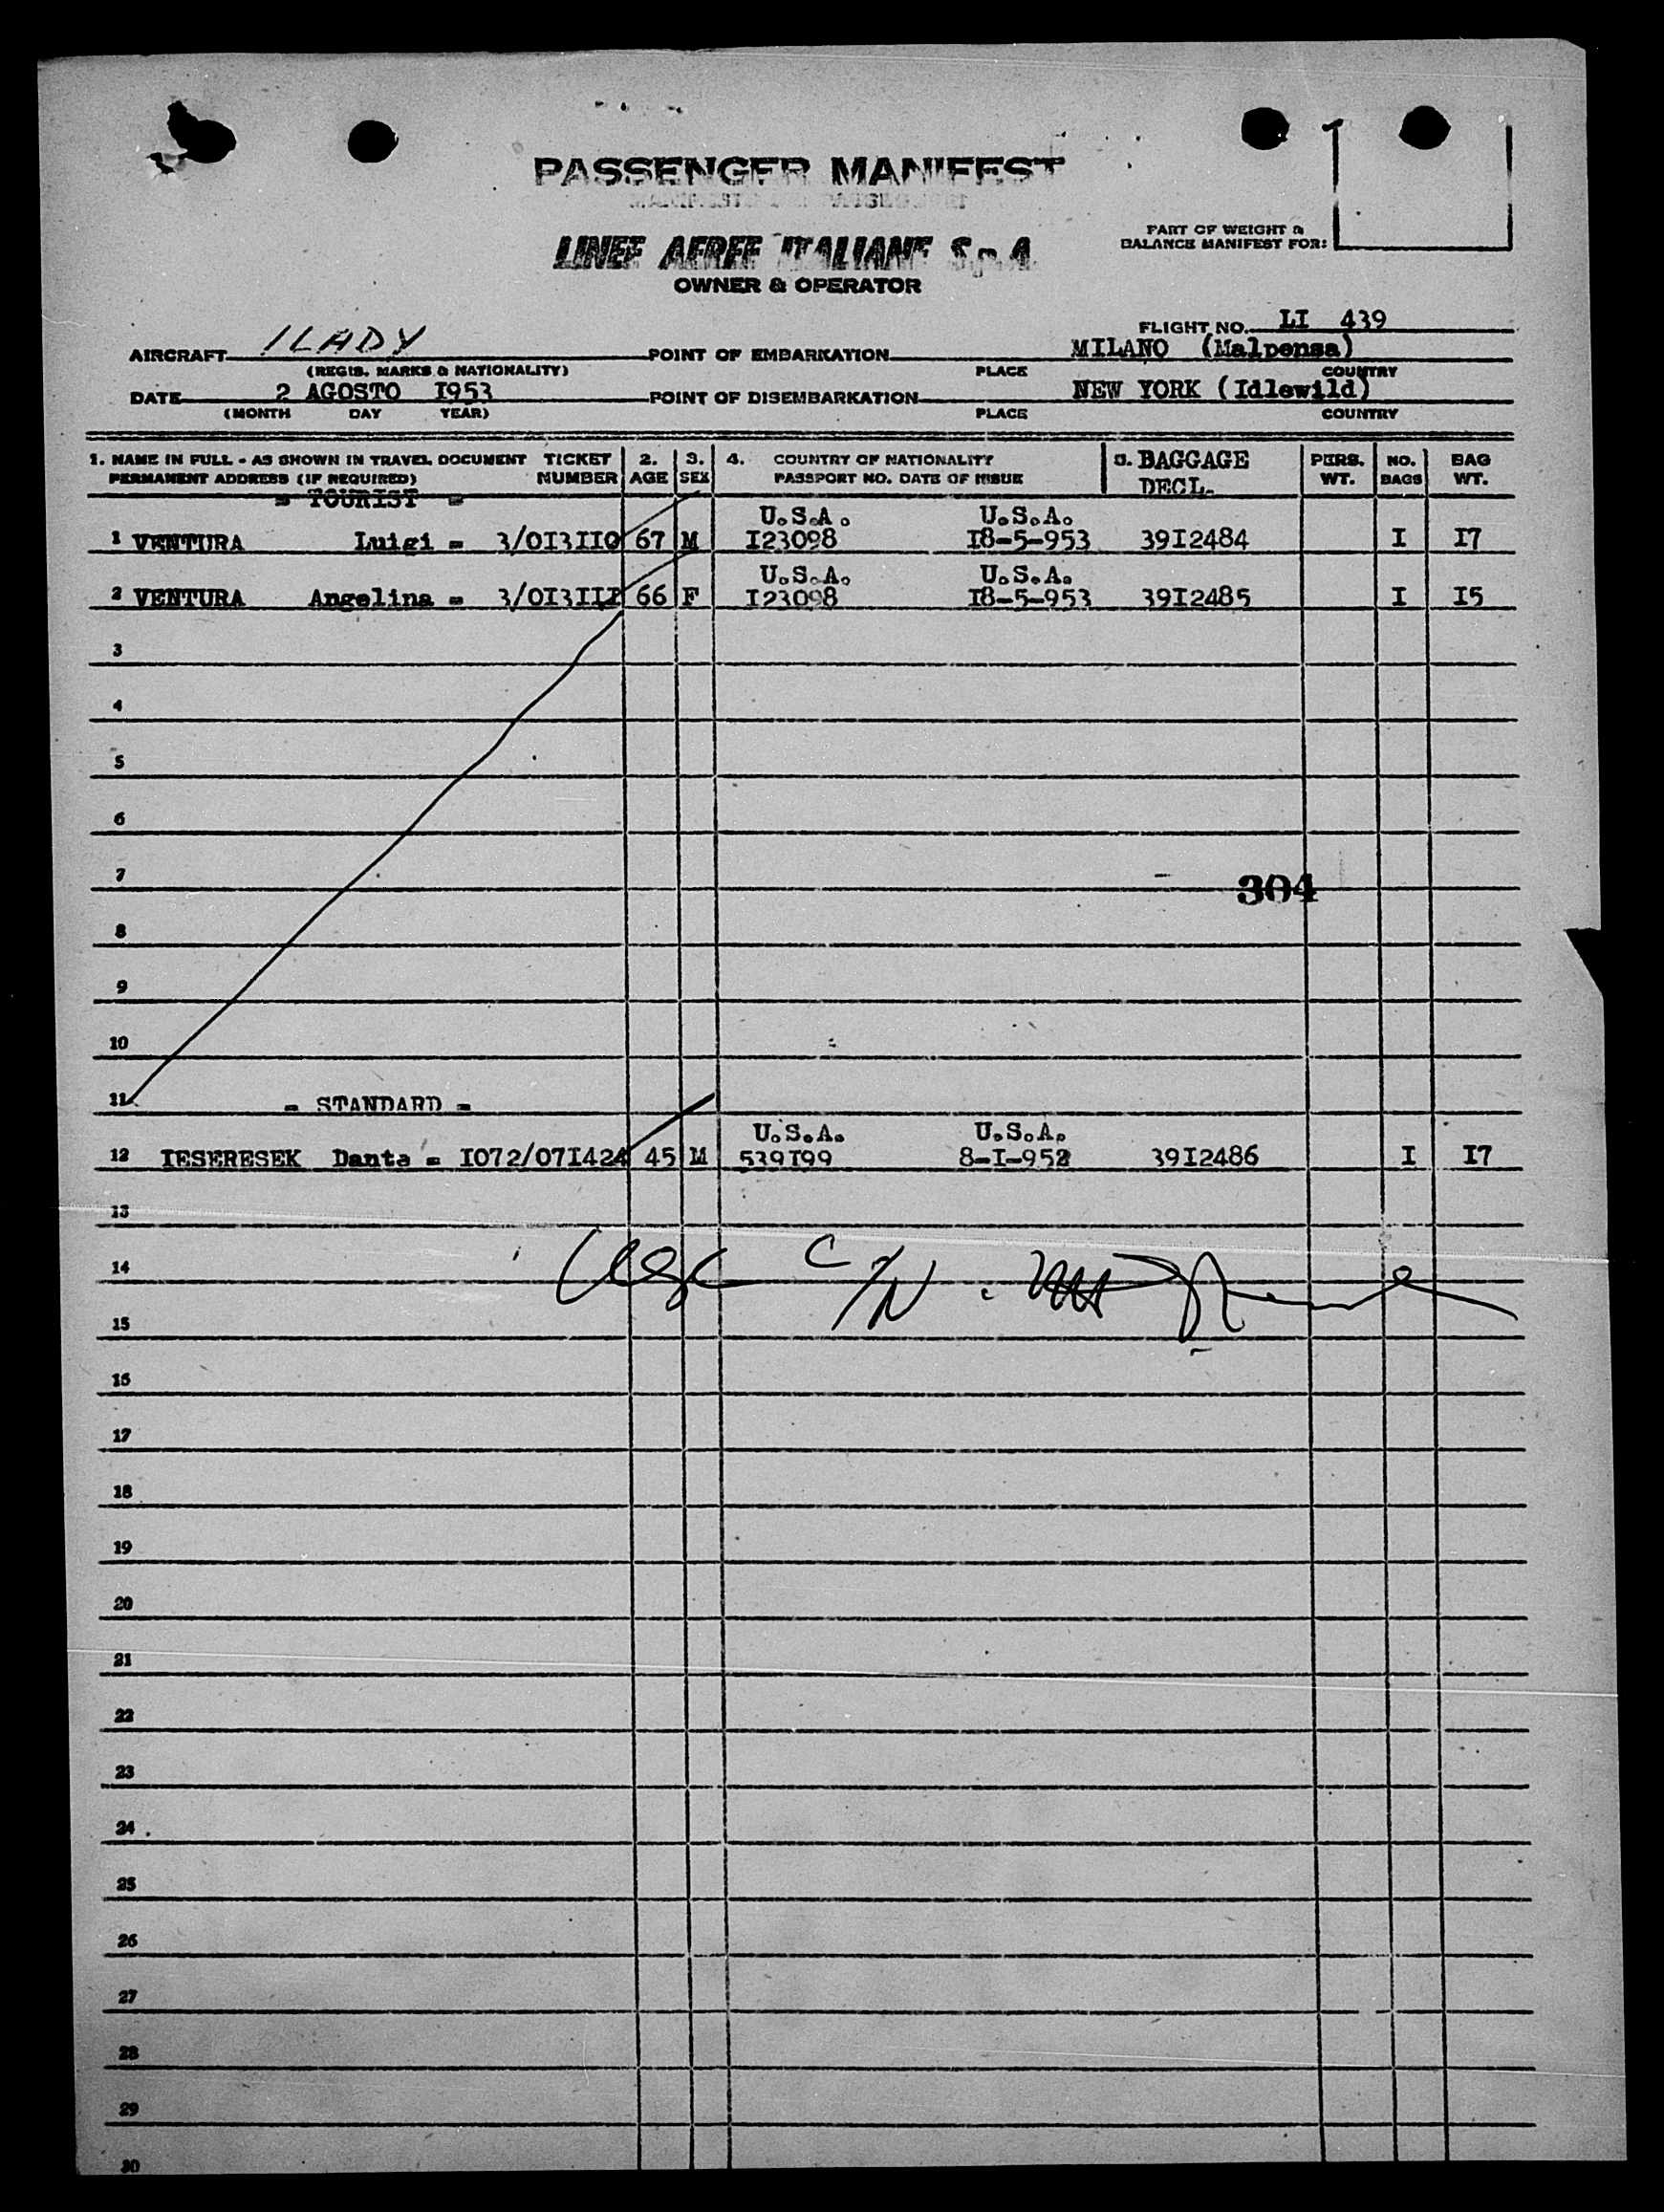 PASSENGER MANIFEST
LINEE AEREE ITALIANE S.p.A.
OWNER & OPERATOR
PART OF WEIGHT &
BALANCE MANIFEST FOR:
FLIGHT NO. LI 439
AIRCRAFT ILADY POINT OF EMBARKATION MILANO (Malpensa)
(REGIS. MARKS & NATIONALITY) PLACE COUNTRY
DATE 2 AGOSTO I953 POINT OF DISEMBARKATION NEW YORK (Idlewild)
(MONTH DAY YEAR) PLACE COUNTRY
1. NAME IN FULL - AS SHOWN IN TRAVEL DOCUMENT TICKET 2. 3. 4. COUNTRY OF NATIONALITY 5. BAGGAGE PERS. NO. BAG
PERMANENT ADDRESS (IF REQUIRED) NUMBER AGE SEX PASSPORT NO. DATE OF ISSUE DECL. WT. BAGS WT.
= TOURIST =
U.S.A. U.S.A.
1 VENTURA Luigi = 3/OI3IIO 67 M I23098 I8-5-953 39I2484 I I7
U.S.A. U.S.A.
2 VENTURA Angelina = 3/OI3III 66 F I23098 I8-5-953 39I2485 I I5
3
4
5
6
7
304
8
9
10
11 = STANDARD =
U.S.A. U.S.A.
12 IESERESEK Dante = IO72/07I424 45 M 539I99 8-I-952 39I2486 I I7
13
14
15
16
17
18
19
20
21
22
23
24
25
26
27
28
29
30